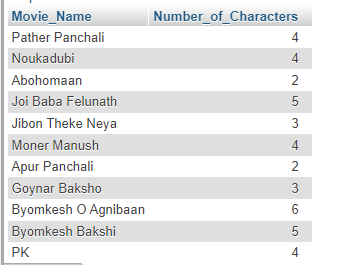 Movie_Name Number_of_Characters
Pather Panchali 4
Noukadubi 4
Abohomaan 2
Joi Baba Felunath 5
Jibon Theke Neya 3
Moner Manush 4
Apur Panchali 2
Goynar Baksho 3
Byomkesh O Agnibaan 6
Byomkesh Bakshi 5
PK 4